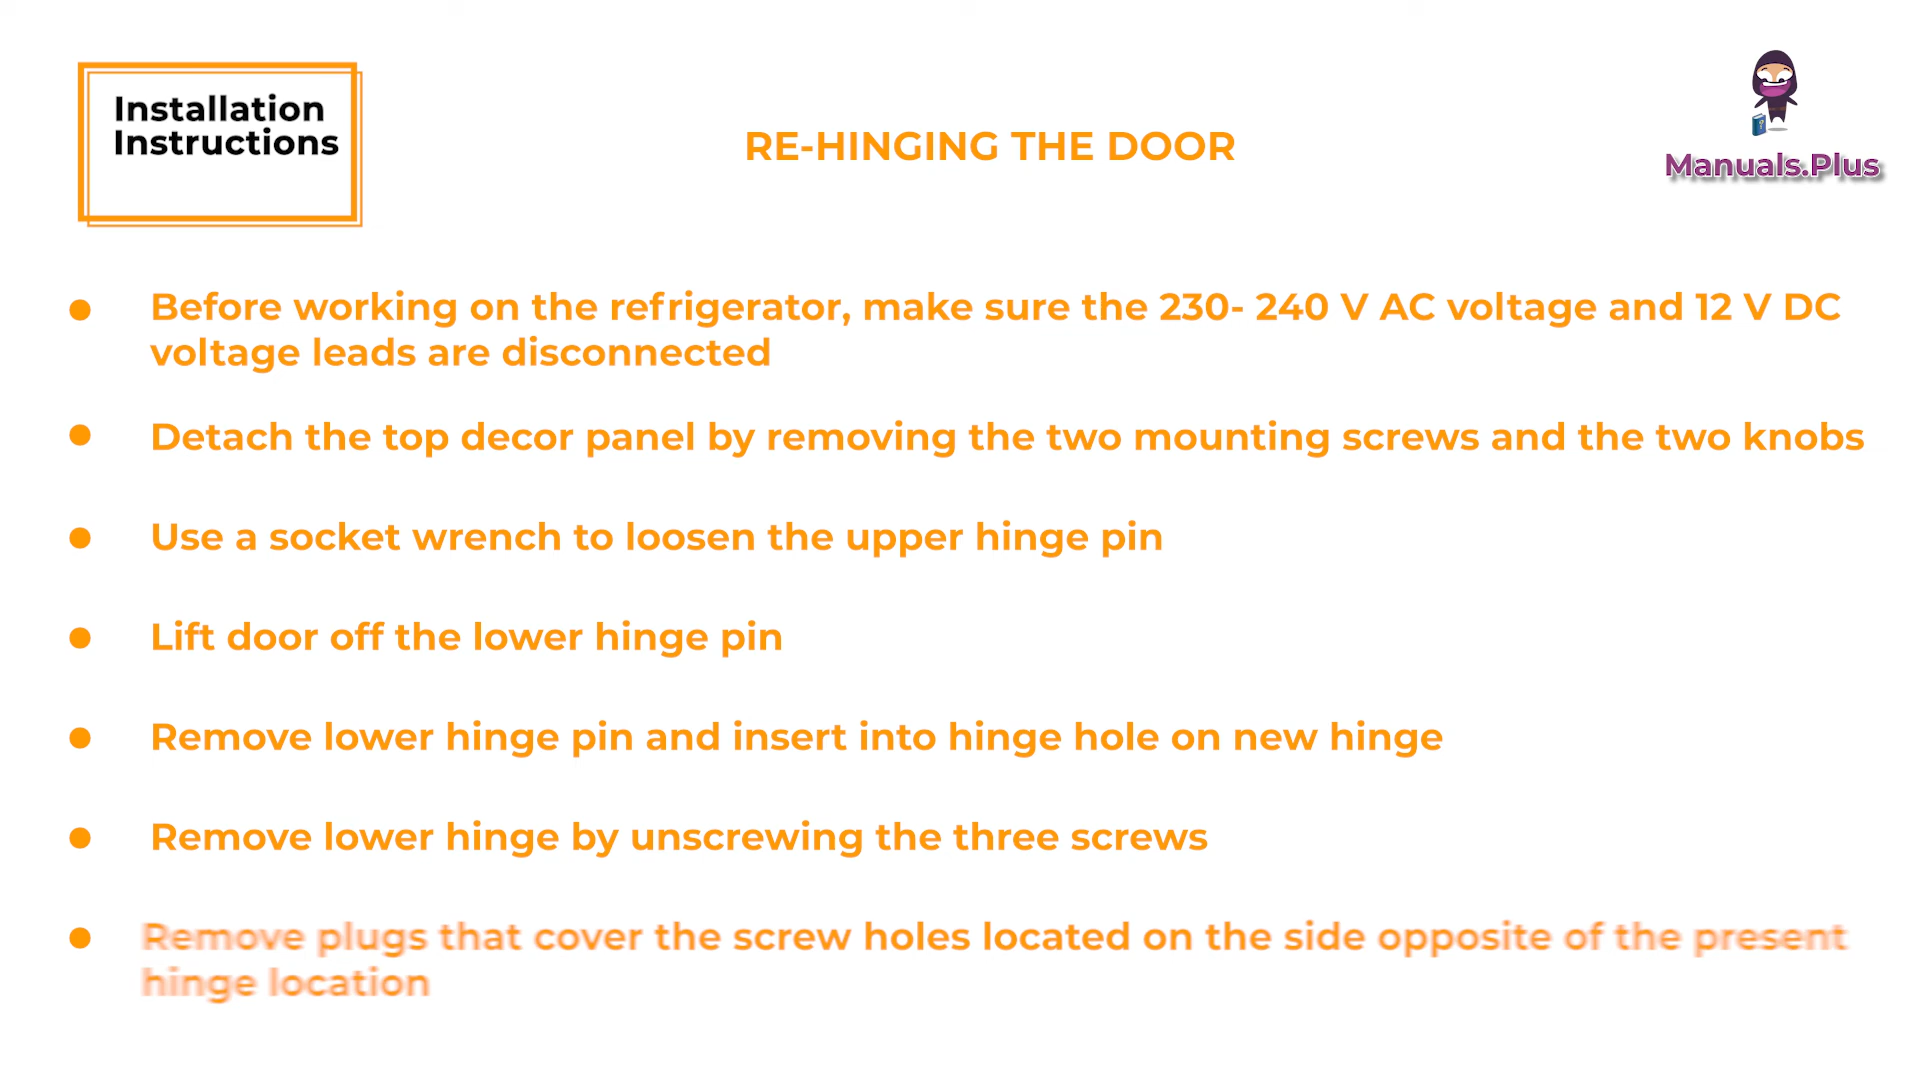 Installation
Instructions
RE-HINGING THE DOOR
Manuals.Plus
Before working on the refrigerator, make sure the 230- 240 V AC voltage and 12 V DC
voltage leads are disconnected
Detach the top decor panel by removing the two mounting screws and the two knobs
Use a socket wrench to loosen the upper hinge pin
Lift door off the lower hinge pin
Remove lower hinge pin and insert into hinge hole on new hinge
Remove lower hinge by unscrewing the three screws
Remove plugs that cover the screw holes located on the side opposite of the present
hinge location